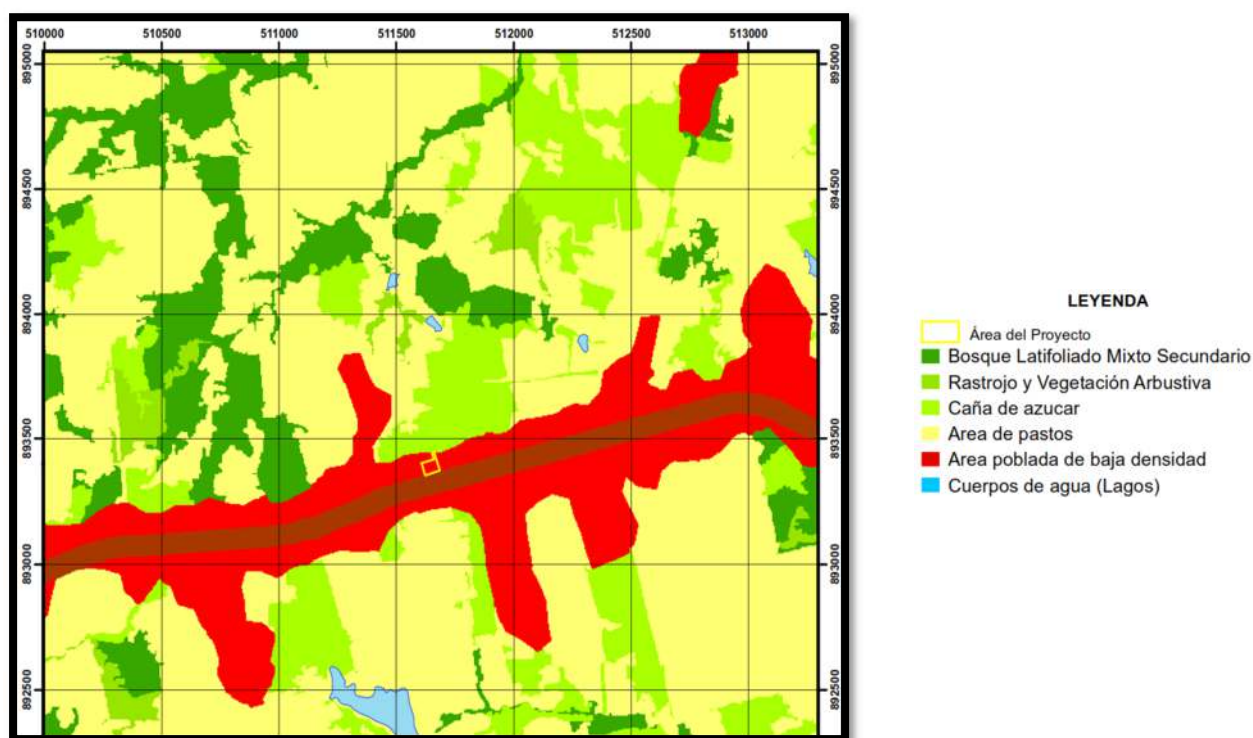 510000 510500 511000 511500 512000 512500 513000
895000 895000
894500 894500
894000 894000
893500 893500
893000 893000
892500 892500
LEYENDA
Área del Proyecto
Bosque Latifoliado Mixto Secundario
Rastrojo y Vegetación Arbustiva
Caña de azucar
Area de pastos
Area poblada de baja densidad
Cuerpos de agua (Lagos)